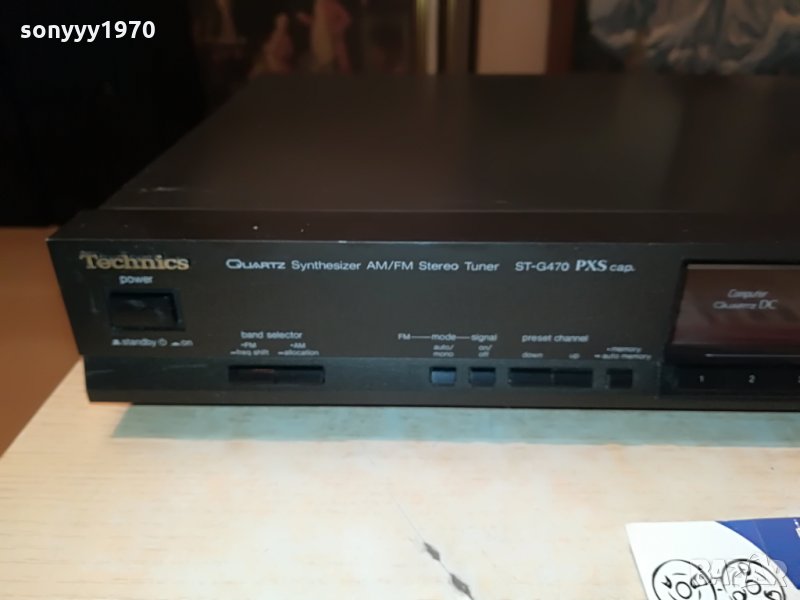 sonyyy1970
Technics
QUARTZ Synthesizer AM/FM Stereo Tuner ST-G470 PXS cap.
power
standby on
band selector
FM AM
freq shift allocation
FM mode signal
auto/ mono
on/ off
preset channel
down up
memory
auto memory
Computer
QUARTZ DC
1 2
BAZAR